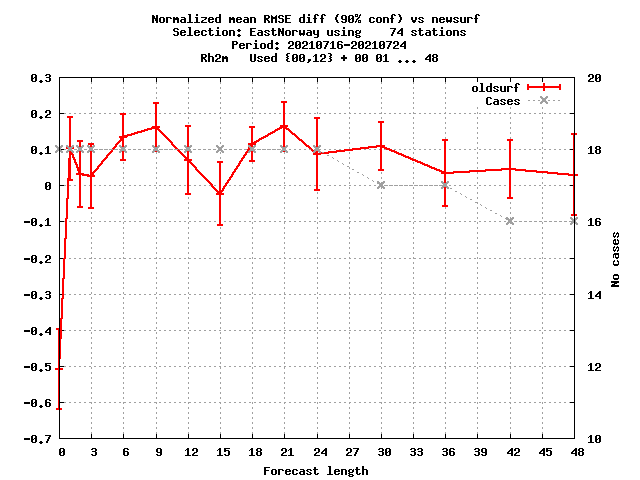 Normalized mean RMSE diff (90% conf) vs newsurf
Selection: EastNorway using    74 stations
Period: 20210716-20210724
Rh2m   Used {00,12} + 00 01 ... 48
oldsurf
Cases
0.3
0.2
0.1
0
-0.1
-0.2
-0.3
-0.4
-0.5
-0.6
-0.7
20
18
16
14
12
10
No cases
0 3 6 9 12 15 18 21 24 27 30 33 36 39 42 45 48
Forecast length